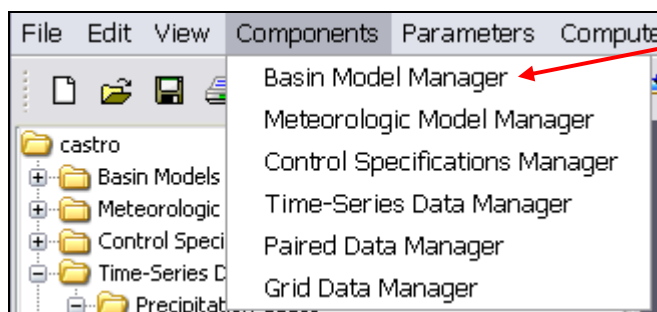 File Edit View Components Parameters Compute
Basin Model Manager
Meteorologic Model Manager
castro
Control Specifications Manager
Basin Models
Time-Series Data Manager
Meteorologic
Control Speci
Paired Data Manager
Time-Series D
Grid Data Manager
Precipitat